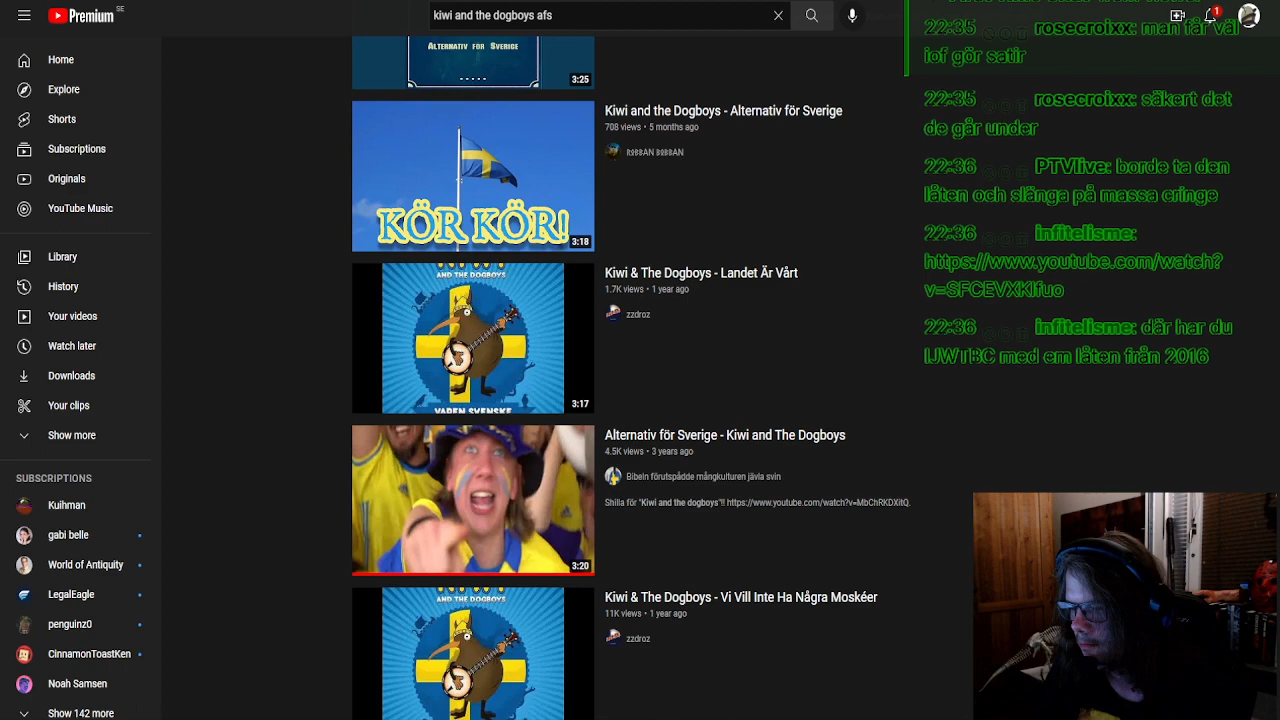 SE
Premium
kiwi and the dogboys afs
1
Home
Explore
Shorts
Subscriptions
Originals
YouTube Music
Library
History
Your videos
Watch later
Downloads
Your clips
Show more
SUBSCRIPTIONS
Kuihman
gabi belle
World of Antiquity
LegalEagle
penguinz0
CinnamonToastKen
Noah Samsen
Show 142 more
ALTERNATIV FÖR SVERIGE
3:25
KÖR KÖR!
3:18
Kiwi and the Dogboys - Alternativ för Sverige
708 views • 5 months ago
ROBBAN BOBBAN
AND THE DOGBOYS
VAREN SVENSKE
3:17
Kiwi & The Dogboys - Landet Är Vårt
1.7K views • 1 year ago
zzdroz
3:20
Alternativ för Sverige - Kiwi and The Dogboys
4.5K views • 3 years ago
Bibeln förutspådde mångkulturen jävla svin
Shilla för "Kiwi and the dogboys"!! https://www.youtube.com/watch?v=MbChRKDXitQ.
AND THE DOGBOYS
Kiwi & The Dogboys - Vi Vill Inte Ha Några Moskéer
11K views • 1 year ago
zzdroz
22:35 rosecroixx: man får väl
iof gör satir
22:35 rosecroixx: säkert det
de går under
22:36 PTVlive: borde ta den
låten och slänga på massa cringe
22:36 infitelisme:
https://www.youtube.com/watch?
v=SFCEVXKIfuo
22:36 infitelisme: där har du
IJWTBC med em låten från 2016